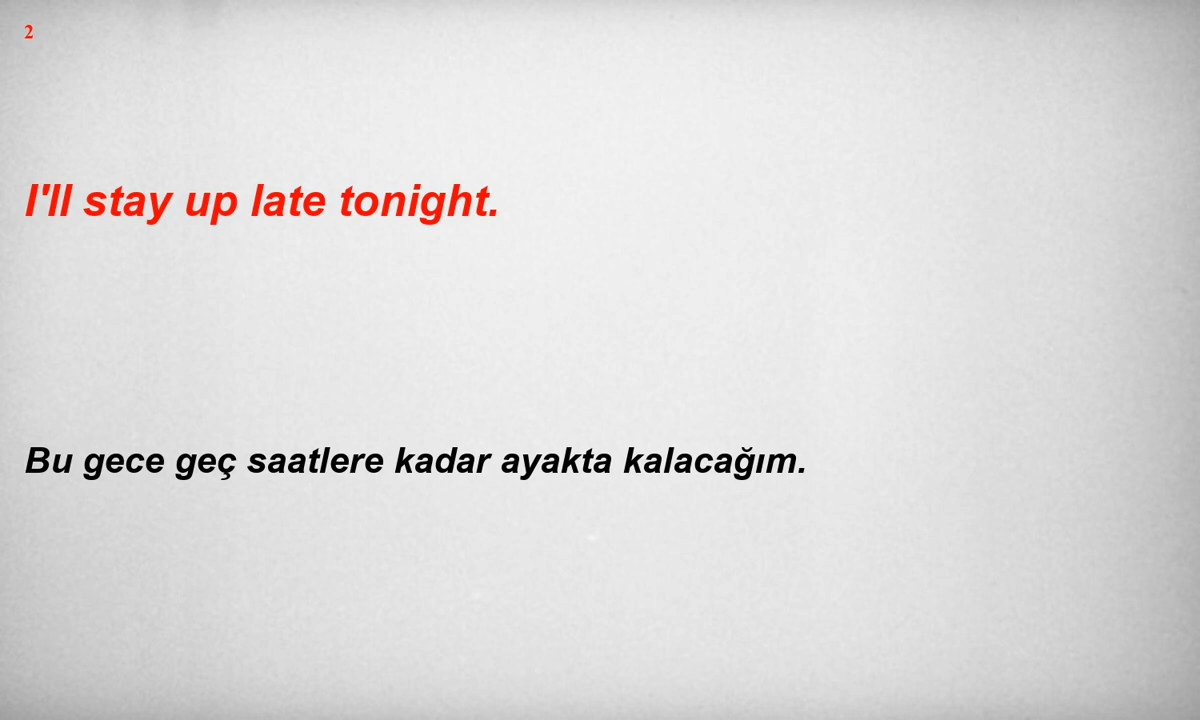 2
I'll stay up late tonight.
Bu gece geç saatlere kadar ayakta kalacağım.